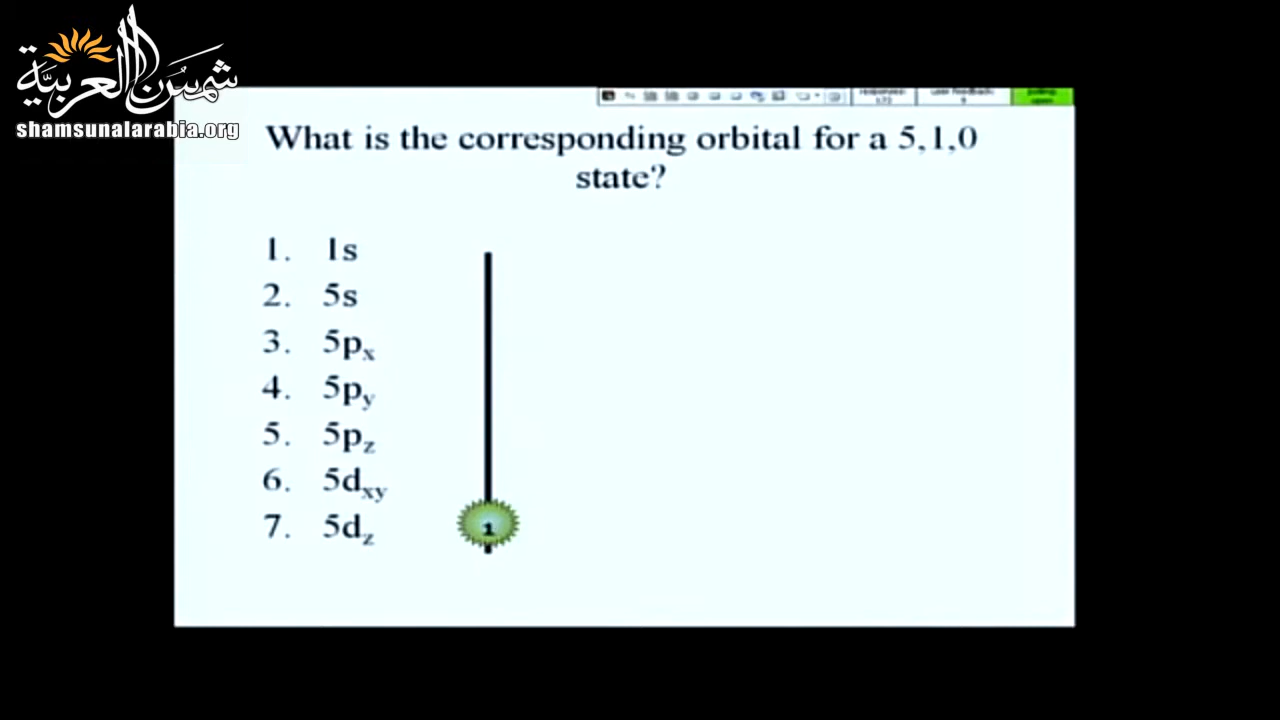 شمس العربية
shamsunalarabia.org
What is the corresponding orbital for a 5,1,0
state?
1. 1s
2. 5s
3. 5pₓ
4. 5py
5. 5pz
6. 5dxy
7. 5dz
1